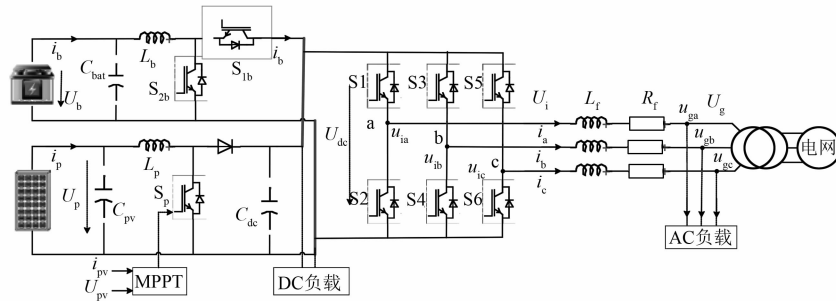 i_b
C_bat
U_b
L_b
S_2b
S_1b
i_b
i_p
U_p
C_pv
L_p
S_p
C_dc
i_pv
U_pv
MPPT
DC负载
U_dc
S1
S3
S5
a
b
c
u_ia
u_ib
u_ic
S2
S4
S6
U_i
L_f
R_f
i_a
i_b
i_c
u_ga
U_g
u_gb
u_gc
电网
AC负载